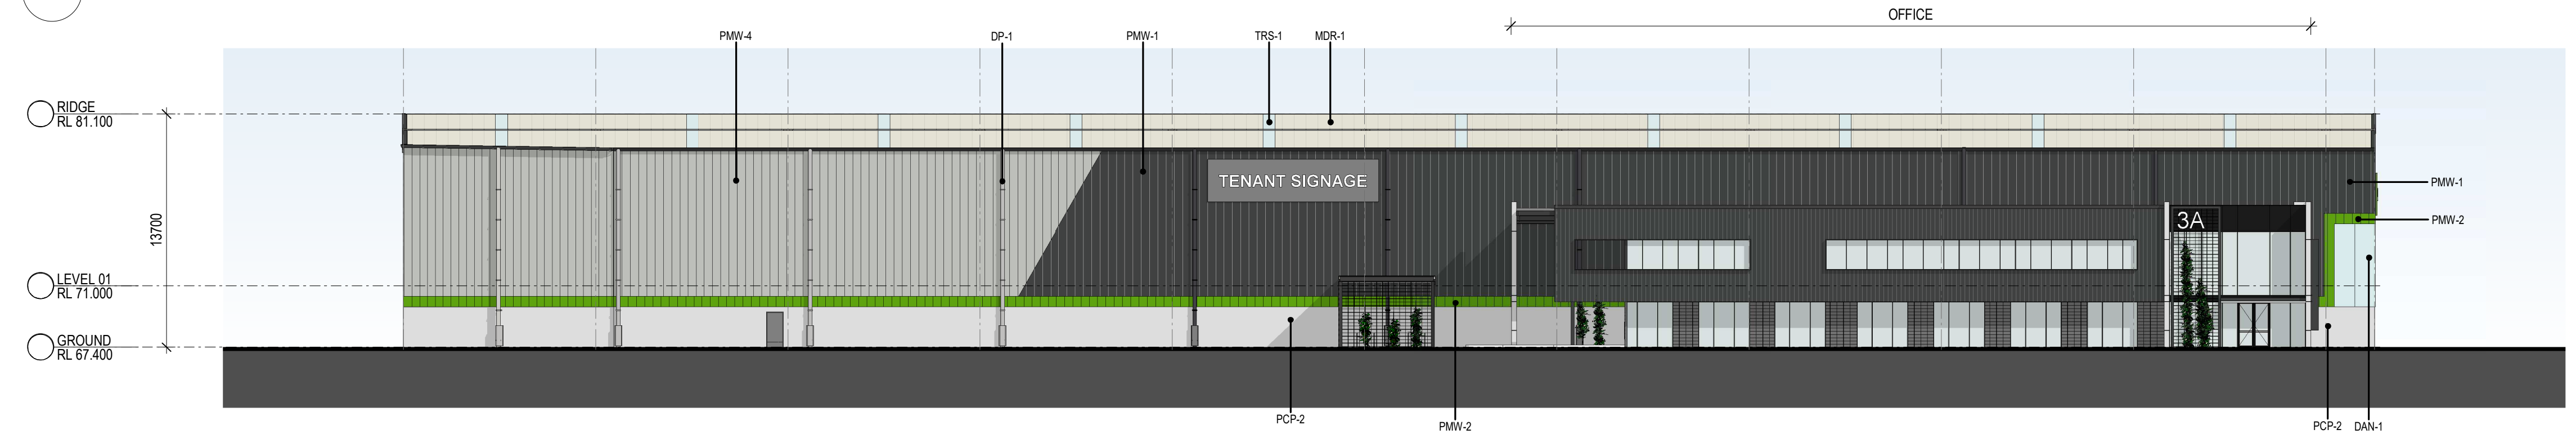 OFFICE
PMW-4
DP-1
PMW-1
TRS-1
MDR-1
RIDGE
RL 81.100
TENANT SIGNAGE
PMW-1
3A
PMW-2
13700
LEVEL 01
RL 71.000
GROUND
RL 67.400
PCP-2
PMW-2
PCP-2
DAN-1